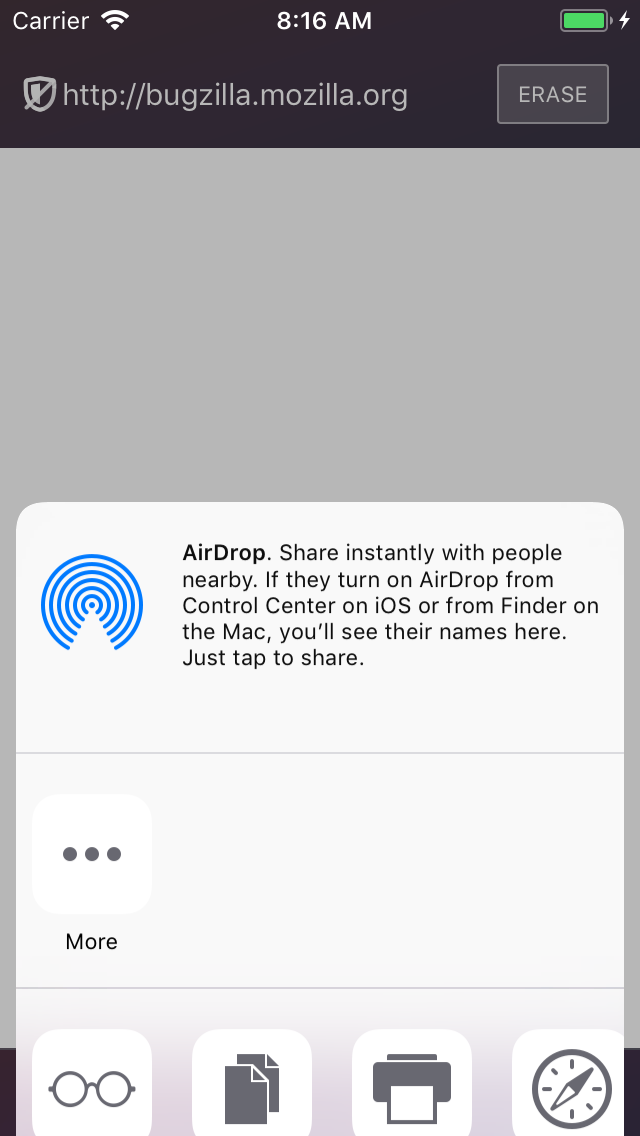 Carrier
8:16 AM
http://bugzilla.mozilla.org
ERASE
AirDrop. Share instantly with people
nearby. If they turn on AirDrop from
Control Center on iOS or from Finder on
the Mac, you’ll see their names here.
Just tap to share.
More